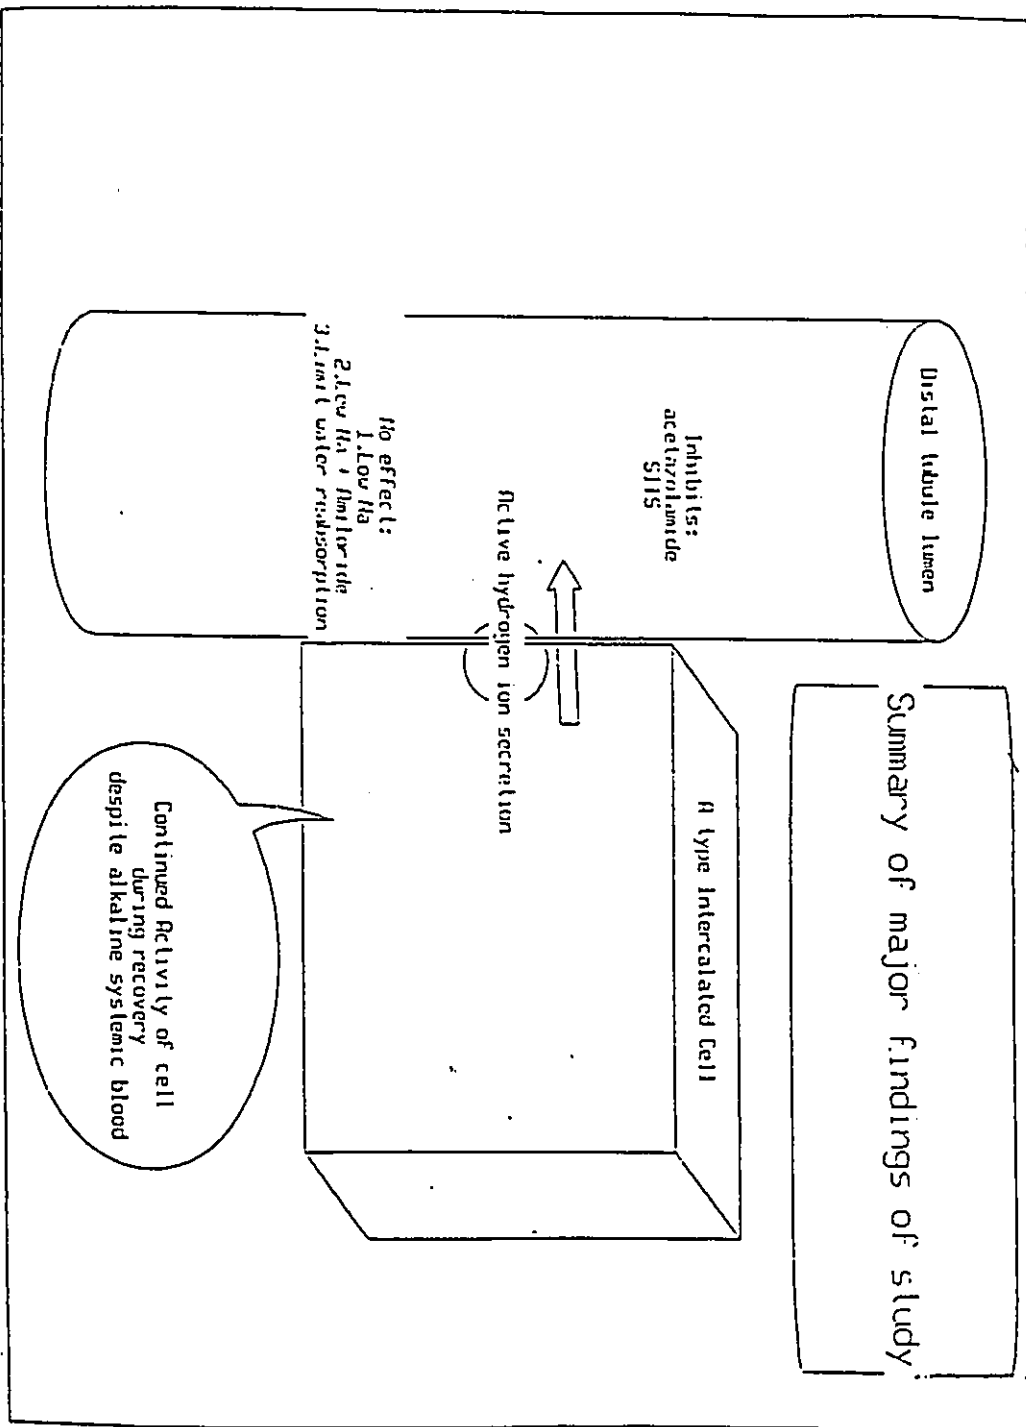 Summary of major findings of study.
Distal tubule lumen
A type Intercalated Cell
Inhibits:
acetazolamide
SITS
Active hydrogen ion secretion
No effect:
1.Low Na
2.Low Na + Amiloride
3.Limit water reabsorption
Continued Activity of cell
during recovery
despite alkaline systemic blood